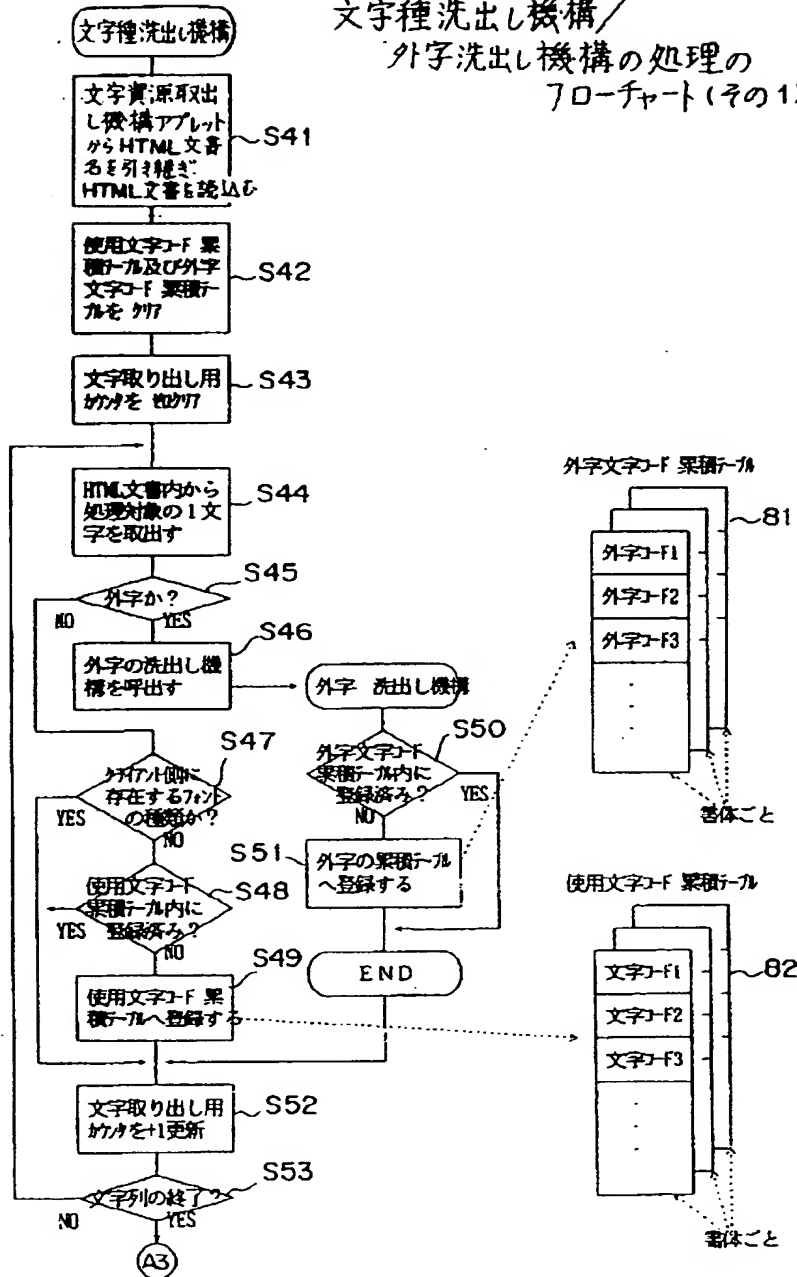 文字種洗出し機構/
外字洗出し機構の処理の
フローチャート(その1)
文字種洗出し機構
文字資源取出
し機構アプレット
からHTML文書
名を引き継ぎ
HTML文書を読込む
S41
使用文字コード 累
積テーブル及び外字
文字コード 累積テー
ブルを クリア
S42
文字取り出し用
カウンタを ゼロクリア
S43
HTML文書内から
処理対象の1文
字を取出す
S44
外字か?
S45
NO
YES
外字の洗出し機
構を呼出す
S46
クライアント側に
存在するフォント
の種類か?
S47
YES
NO
使用文字コード
累積テーブル内に
登録済み?
S48
YES
NO
使用文字コード 累
積テーブルへ登録する
S49
外字 洗出し機構
外字文字コード
累積テーブル内に
登録済み?
S50
YES
NO
S51
外字の累積テーブル
へ登録する
END
文字取り出し用
カウンタを+1更新
S52
文字列の終了?
S53
NO
YES
A3
外字文字コード 累積テーブル
81
外字コード1
外字コード2
外字コード3
書体ごと
使用文字コード 累積テーブル
82
文字コード1
文字コード2
文字コード3
書体ごと